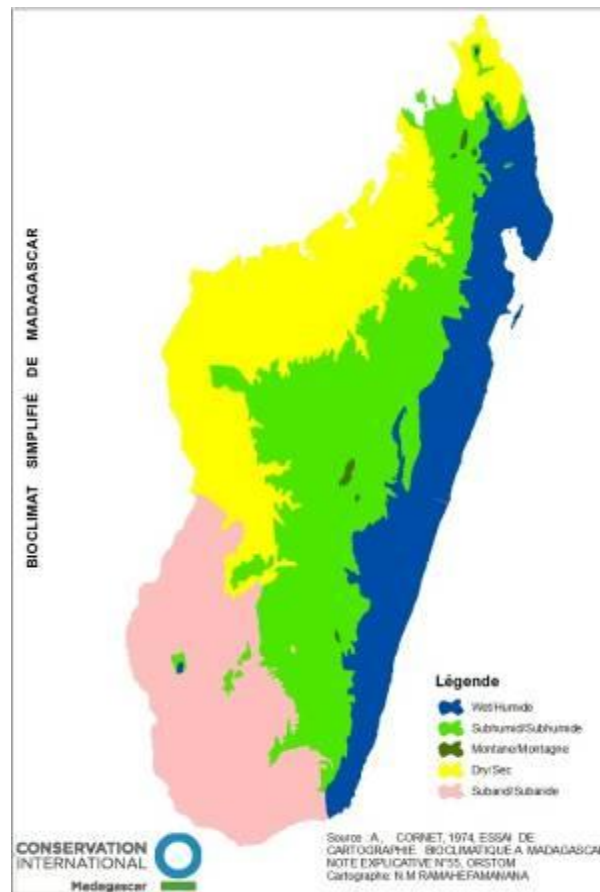 BIOCLIMAT SIMPLIFIÉ DE MADAGASCAR
Légende
Wet/Humide
Subhumid/Subhumide
Montane/Montagne
Dry/Sec
Subarid/Subaride
CONSERVATION
INTERNATIONAL
Madagascar
Source : A, CORNET, 1974, ESSAI DE
CARTOGRAPHIE BIOCLIMATIQUE A MADAGASCAR
NOTE EXPLICATIVE N°55, ORSTOM
Cartographe: N.M RAMAHEFAMANANA